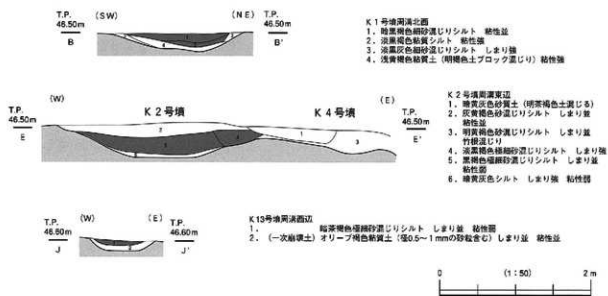 T.P.
46.50m
B
(SW)
(NE)
T.P.
46.50m
B'
K1号墳周溝北西
1．暗黒褐色細砂混じりシルト 粘性並
2．淡黒褐色粘質シルト 粘性強
3．淡黒灰色細砂混じりシルト しまり強
4．浅黄褐色粘質土（明褐色土ブロック混じり）粘性強
T.P.
46.50m
E
(W)
K2号墳
K4号墳
(E)
T.P.
46.50m
E'
K2号墳周溝東辺
1．暗黄灰色砂質土（明茶褐色土混じる）
2．灰黄褐色砂混じりシルト しまり並
粘性並
3．明黄褐色砂混じりシルト しまり並
竹根混じり
4．淡黒褐色極細砂混じりシルト しまり強
5．黒褐色極細砂混じりシルト しまり並
粘性弱
6．暗黄灰色シルト しまり強 粘性弱
T.P.
46.60m
J
(W)
(E)
T.P.
46.60m
J'
K13号墳周溝西辺
1． 暗茶褐色極細砂混じりシルト しまり並 粘性弱
2．（一次崩壊土）オリーブ褐色粘質土（径0.5～1mmの砂粒含む）しまり並 粘性並
0
(1:50)
2m